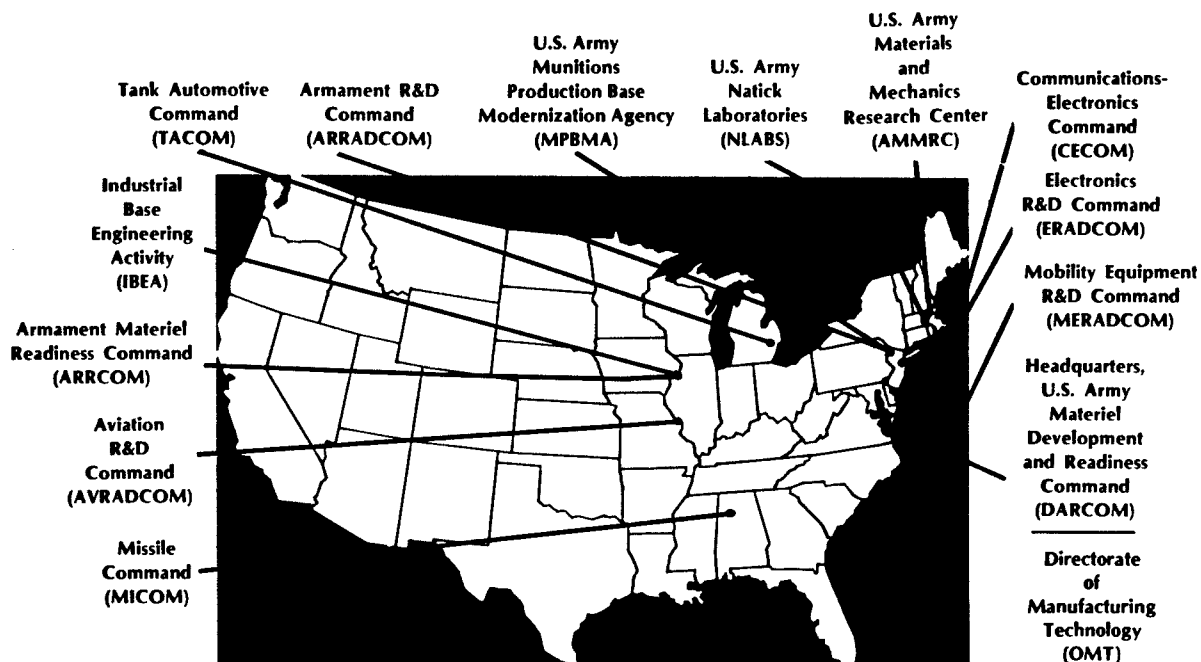 Tank Automotive
Command
(TACOM)
Armament R&D
Command
(ARRADCOM)
U.S. Army
Munitions
Production Base
Modernization Agency
(MPBMA)
U.S. Army
Natick
Laboratories
(NLABS)
U.S. Army
Materials
and
Mechanics
Research Center
(AMMRC)
Communications-
Electronics
Command
(CECOM)
Electronics
R&D Command
(ERADCOM)
Mobility Equipment
R&D Command
(MERADCOM)
Headquarters,
U.S. Army
Materiel
Development
and Readiness
Command
(DARCOM)
Directorate
of
Manufacturing
Technology
(OMT)
Industrial
Base
Engineering
Activity
(IBEA)
Armament Materiel
Readiness Command
(ARRCOM)
Aviation
R&D
Command
(AVRADCOM)
Missile
Command
(MICOM)